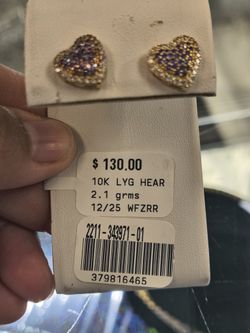 $ 130.00
10K LYG HEAR
2.1 grms
12/25 WFZRR
2211-343971-01
379816465